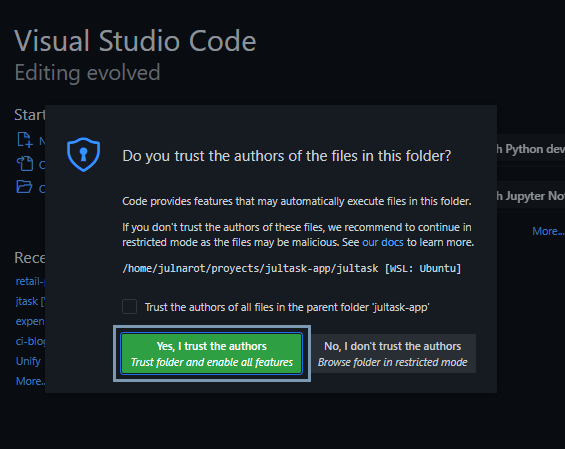 Visual Studio Code
Editing evolved
Start
Do you trust the authors of the files in this folder?
Python dev
Code provides features that may automatically execute files in this folder.
Jupyter No
If you don't trust the authors of these files, we recommend to continue in
restricted mode as the files may be malicious. See our docs to learn more.
More...
/home/julnarot/proyects/jultask-app/jultask [WSL: Ubuntu]
Rece
retail-
jtask [
Trust the authors of all files in the parent folder 'jultask-app'
expen
ci-blog
Yes, I trust the authors
Trust folder and enable all features
No, I don't trust the authors
Browse folder in restricted mode
Unify
More...